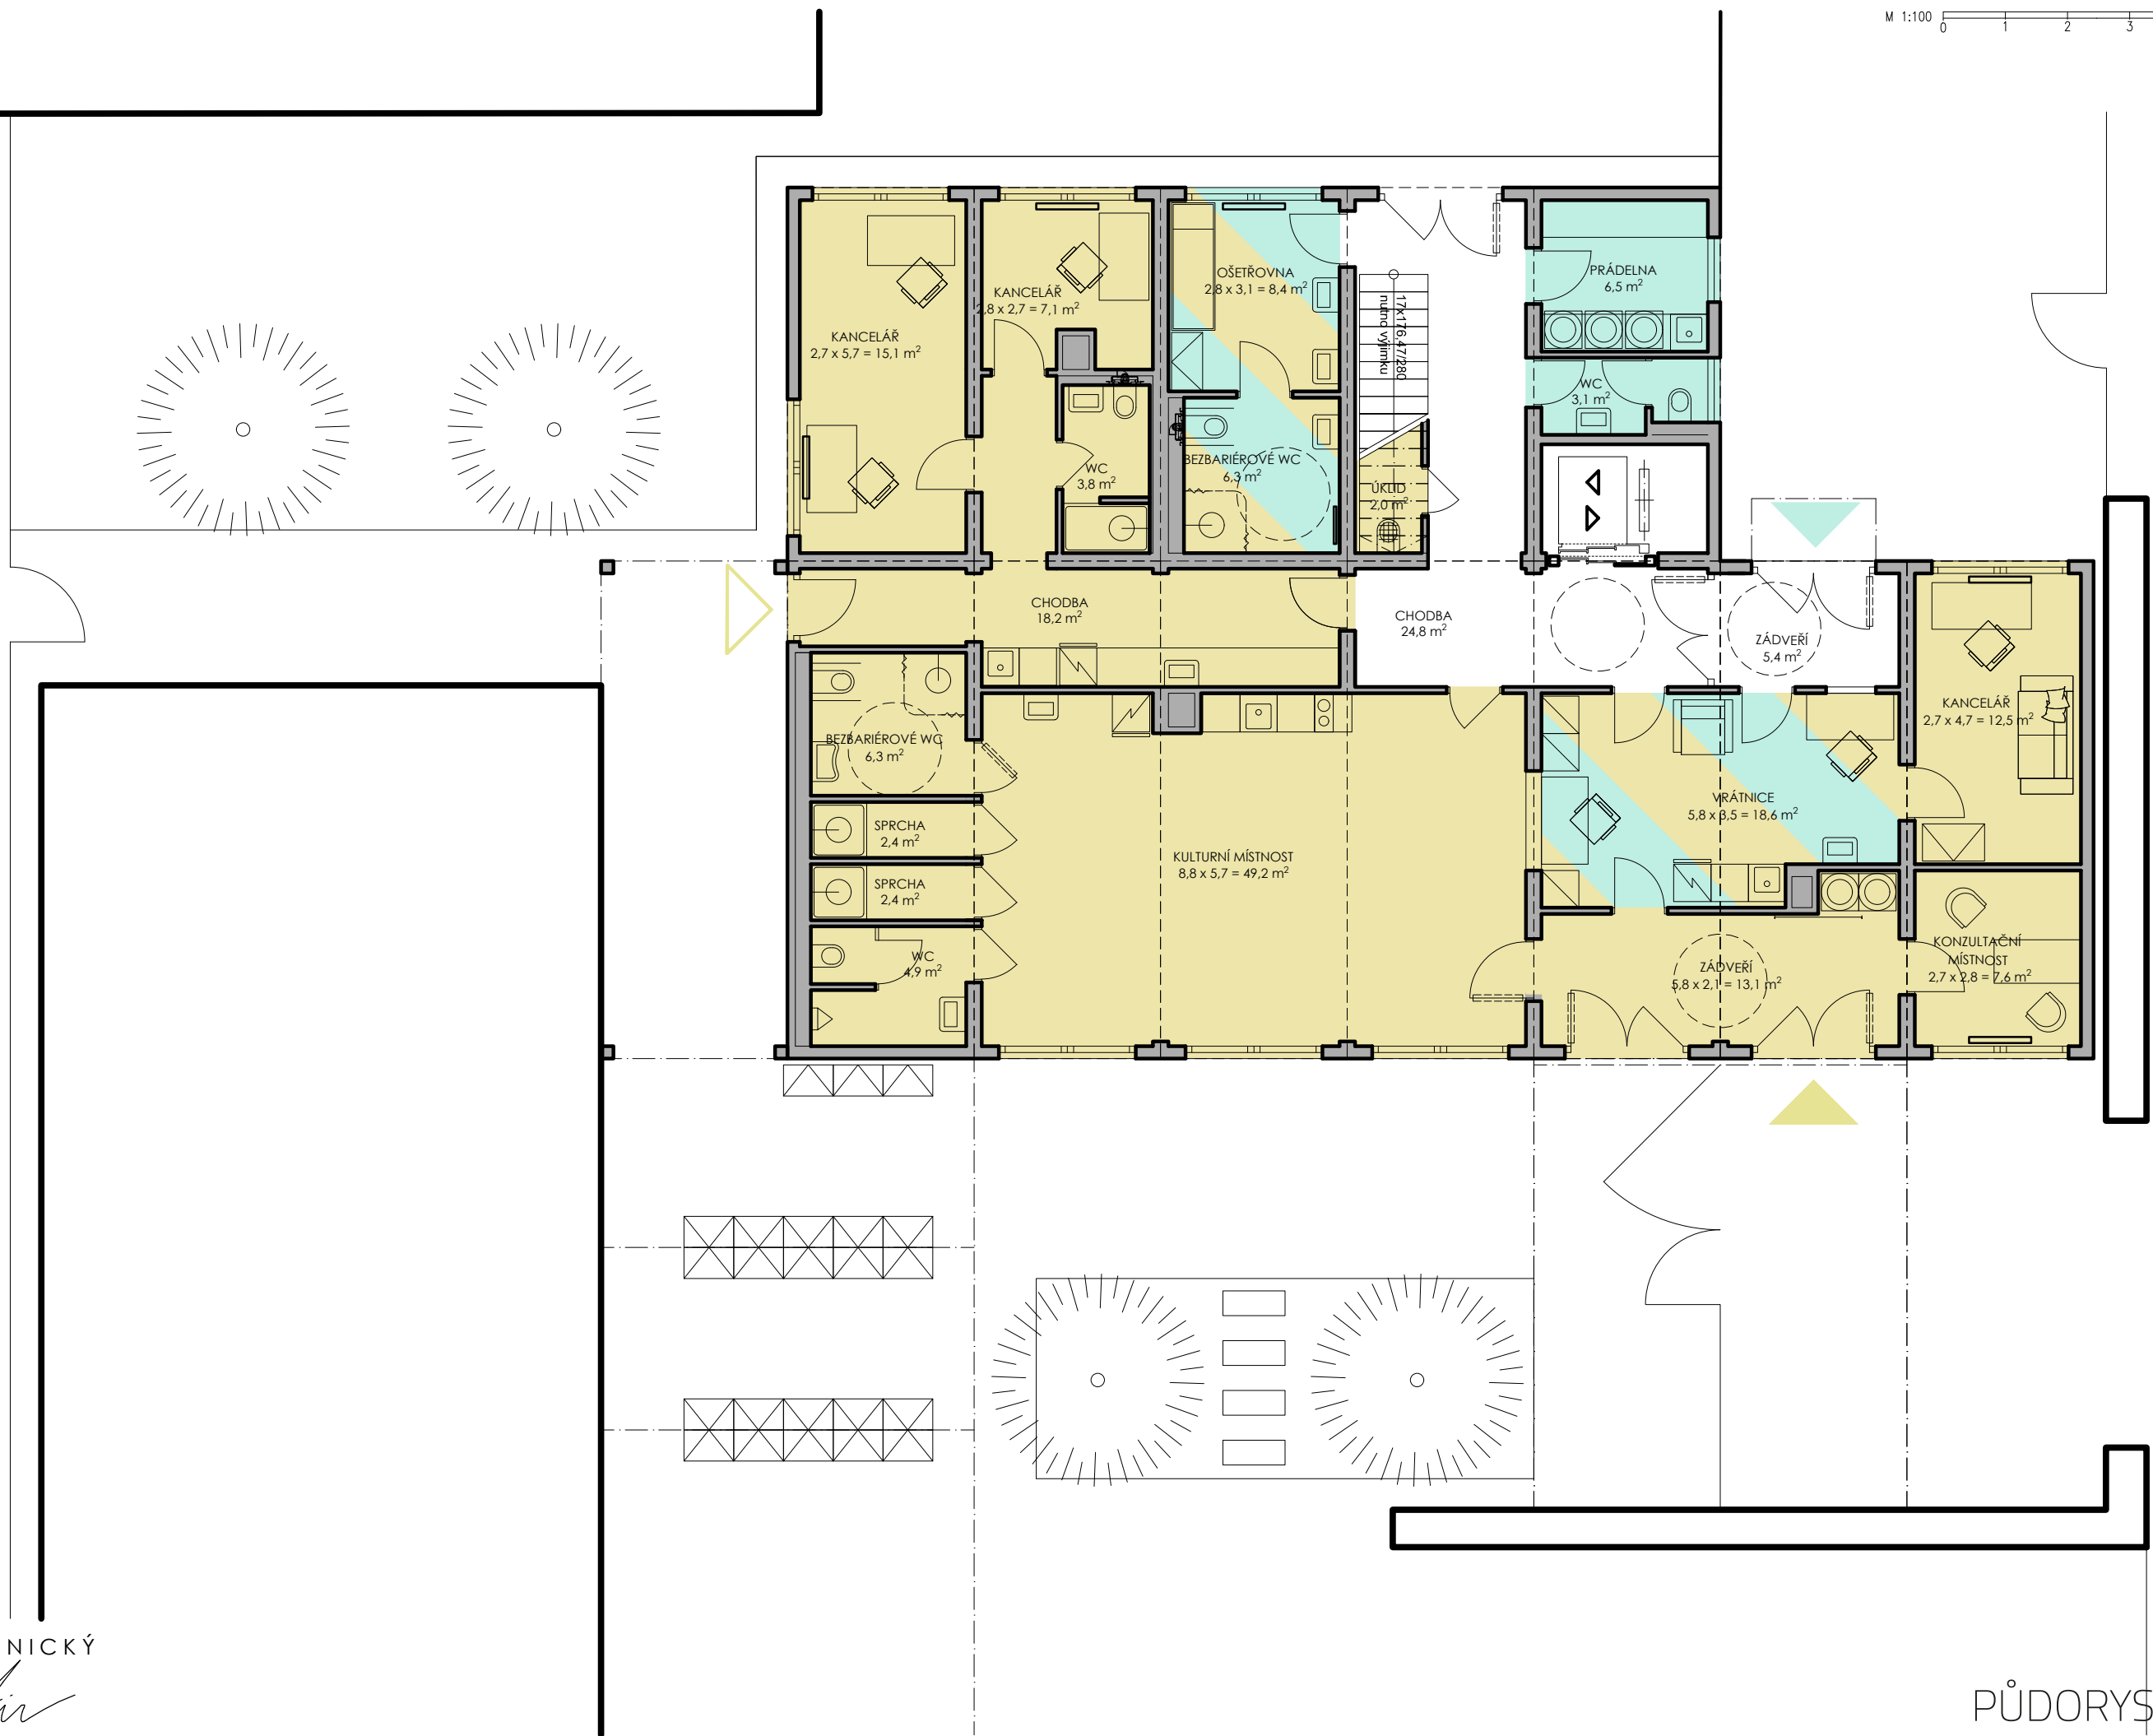 M 1:100
0 1 2 3
OŠETŘOVNA
2,8 x 3,1 = 8,4 m²
PRÁDELNA
6,5 m²
KANCELÁŘ
2,8 x 2,7 = 7,1 m²
17x176,47/280
nutno výjimku
KANCELÁŘ
2,7 x 5,7 = 15,1 m²
WC
3,1 m²
WC
3,8 m²
BEZBARIÉROVÉ WC
6,3 m²
ÚKLID
2,0 m²
CHODBA
18,2 m²
CHODBA
24,8 m²
ZÁDVEŘÍ
5,4 m²
KANCELÁŘ
2,7 x 4,7 = 12,5 m²
BEZBARIÉROVÉ WC
6,3 m²
VRÁTNICE
5,8 x 3,5 = 18,6 m²
SPRCHA
2,4 m²
KULTURNÍ MÍSTNOST
8,8 x 5,7 = 49,2 m²
SPRCHA
2,4 m²
WC
4,9 m²
ZÁDVEŘÍ
5,8 x 2,1 = 13,1 m²
KONZULTAČNÍ
MÍSTNOST
2,7 x 2,8 = 7,6 m²
NICKÝ
PŮDORYS